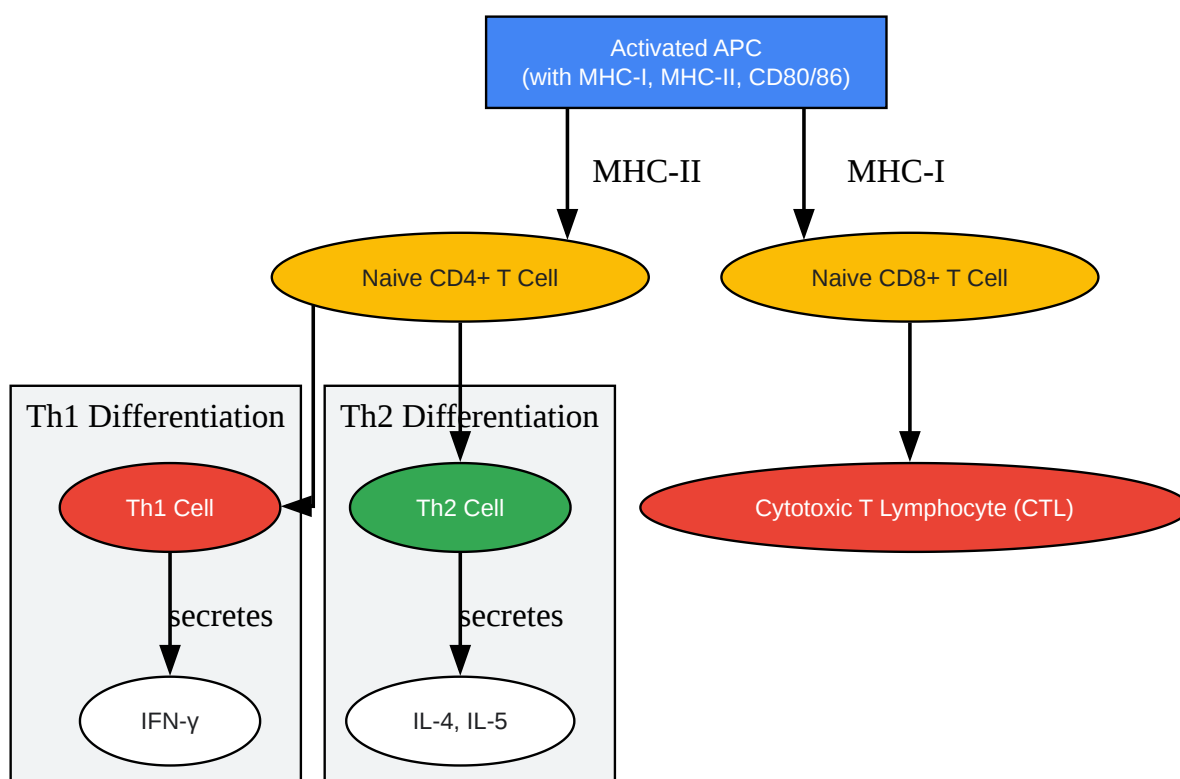 Activated APC
(with MHC-I, MHC-II, CD80/86)
MHC-II
MHC-I
Naive CD4+ T Cell
Naive CD8+ T Cell
Th1 Differentiation
Th2 Differentiation
Th1 Cell
Th2 Cell
Cytotoxic T Lymphocyte (CTL)
secretes
secretes
IFN-γ
IL-4, IL-5